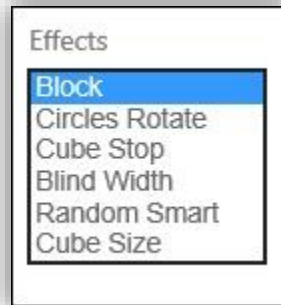 Effects
Block
Circles Rotate
Cube Stop
Blind Width
Random Smart
Cube Size